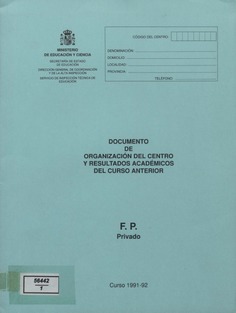 MINISTERIO
DE EDUCACIÓN Y CIENCIA
SECRETARÍA DE ESTADO
DE EDUCACIÓN
DIRECCIÓN GENERAL DE COORDINACIÓN
Y DE LA ALTA INSPECCIÓN
SERVICIO DE INSPECCIÓN TÉCNICA DE
EDUCACIÓN
CÓDIGO DEL CENTRO
DENOMINACIÓN
DOMICILIO
LOCALIDAD
PROVINCIA
TELÉFONO
DOCUMENTO
DE
ORGANIZACIÓN DEL CENTRO
Y RESULTADOS ACADÉMICOS
DEL CURSO ANTERIOR
F. P.
Privado
56442
1
Curso 1991-92